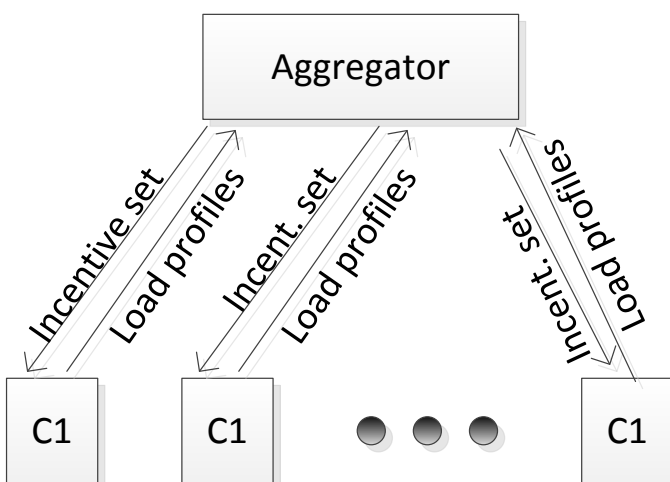 Aggregator
Incentive set
Load profiles
Incent. set
Load profiles
Incent. set
Load profiles
C1
C1
C1